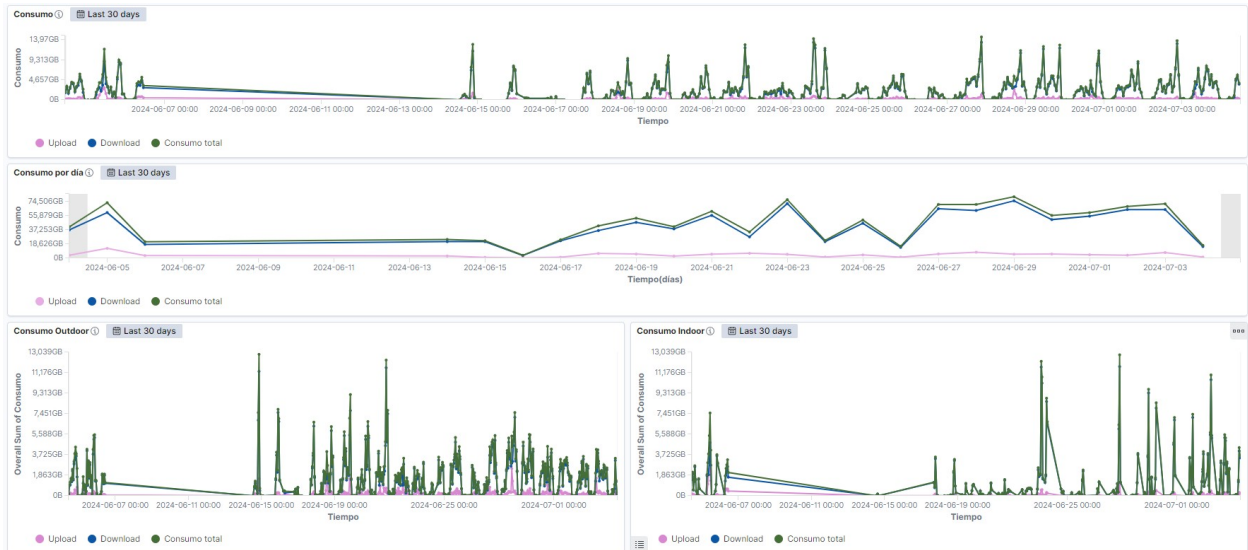 Consumo Last 30 days
Consumo
13,97GB
9,313GB
4,657GB
0B
2024-06-07 00:00 2024-06-09 00:00 2024-06-11 00:00 2024-06-13 00:00 2024-06-15 00:00 2024-06-17 00:00 2024-06-19 00:00 2024-06-21 00:00 2024-06-23 00:00 2024-06-25 00:00 2024-06-27 00:00 2024-06-29 00:00 2024-07-01 00:00 2024-07-03 00:00
Tiempo
Upload Download Consumo total
Consumo por día Last 30 days
Consumo
74,506GB
55,879GB
37,253GB
18,626GB
0B
2024-06-05 2024-06-07 2024-06-09 2024-06-11 2024-06-13 2024-06-15 2024-06-17 2024-06-19 2024-06-21 2024-06-23 2024-06-25 2024-06-27 2024-06-29 2024-07-01 2024-07-03
Tiempo(días)
Upload Download Consumo total
Consumo Outdoor Last 30 days
Overall Sum of Consumo
13,039GB
11,176GB
9,313GB
7,451GB
5,588GB
3,725GB
1,863GB
0B
2024-06-07 00:00 2024-06-11 00:00 2024-06-15 00:00 2024-06-19 00:00 2024-06-25 00:00 2024-07-01 00:00
Tiempo
Upload Download Consumo total
Consumo Indoor Last 30 days
Overall Sum of Consumo
13,039GB
11,176GB
9,313GB
7,451GB
5,588GB
3,725GB
1,863GB
0B
2024-06-07 00:00 2024-06-11 00:00 2024-06-15 00:00 2024-06-19 00:00 2024-06-25 00:00 2024-07-01 00:00
Tiempo
Upload Download Consumo total